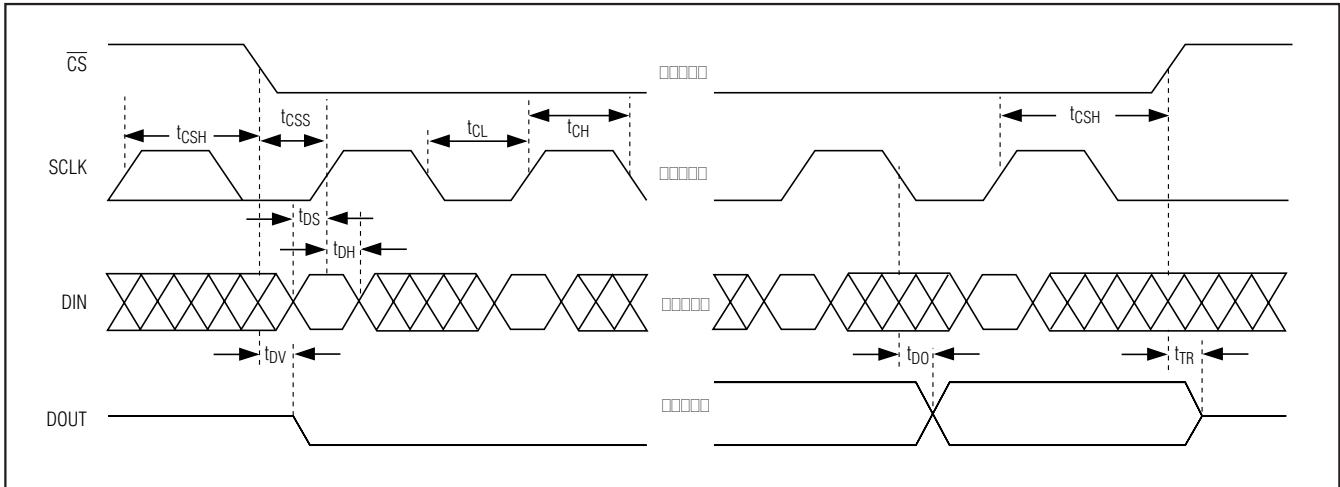 CS
tCSH
tCSS
tCL
tCH
tCSH
SCLK
tDS
tDH
DIN
tDV
tDO
tTR
DOUT